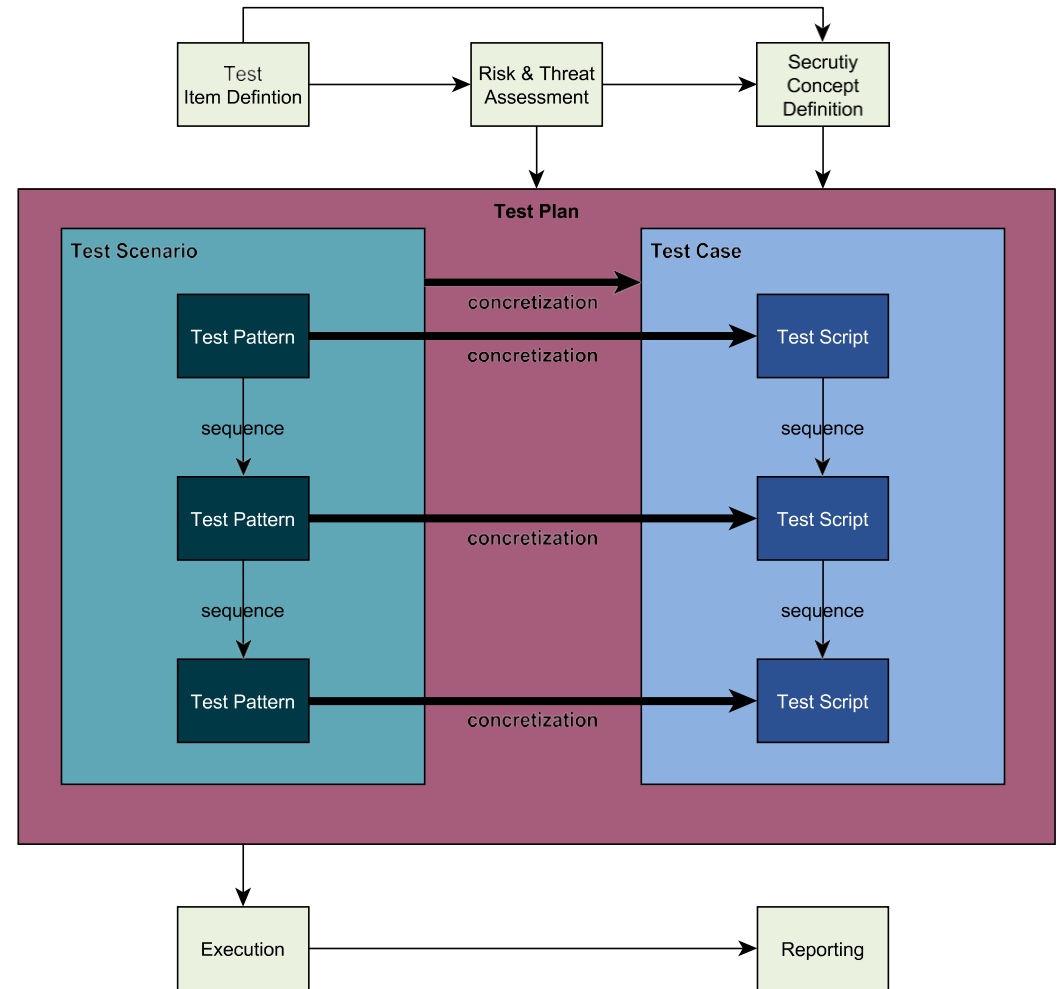 Test
Item Defintion
Risk & Threat
Assessment
Secrutiy
Concept
Definition
Test Plan
Test Scenario
Test Case
concretization
Test Pattern
Test Script
concretization
sequence
sequence
Test Pattern
Test Script
concretization
sequence
sequence
Test Pattern
Test Script
concretization
Execution
Reporting